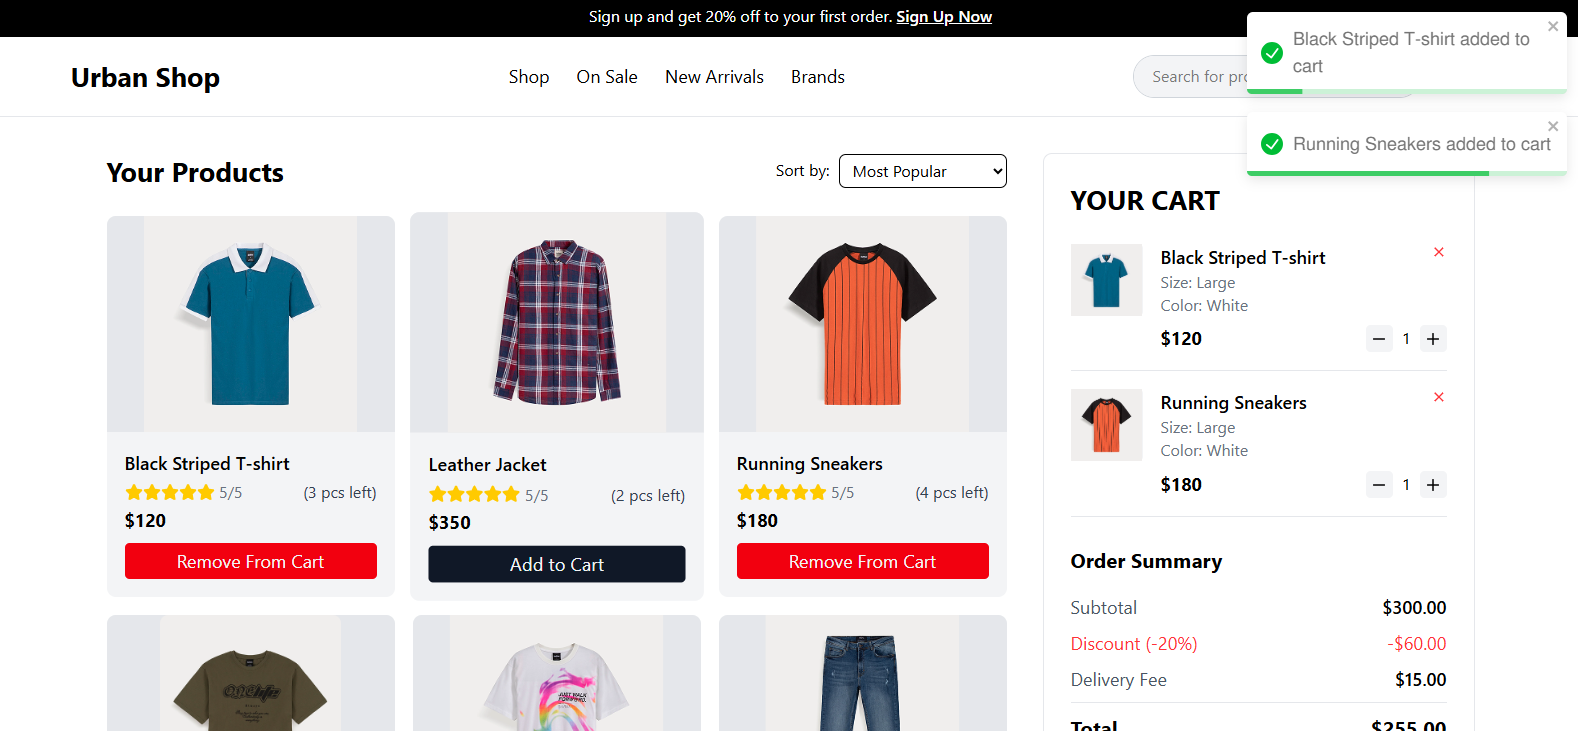 Sign up and get 20% off to your first order. Sign Up Now
Urban Shop
Shop
On Sale
New Arrivals
Brands
Search for
Black Striped T-shirt added to
cart
Running Sneakers added to cart
Your Products
Sort by:
Most Popular
Black Striped T-shirt
5/5
(3 pcs left)
$120
Remove From Cart
Leather Jacket
5/5
(2 pcs left)
$350
Add to Cart
Running Sneakers
5/5
(4 pcs left)
$180
Remove From Cart
JUST WALK
YOUR CART
Black Striped T-shirt
Size: Large
Color: White
$120
1
Running Sneakers
Size: Large
Color: White
$180
1
Order Summary
Subtotal
$300.00
Discount (-20%)
-$60.00
Delivery Fee
$15.00
Total
$255.00